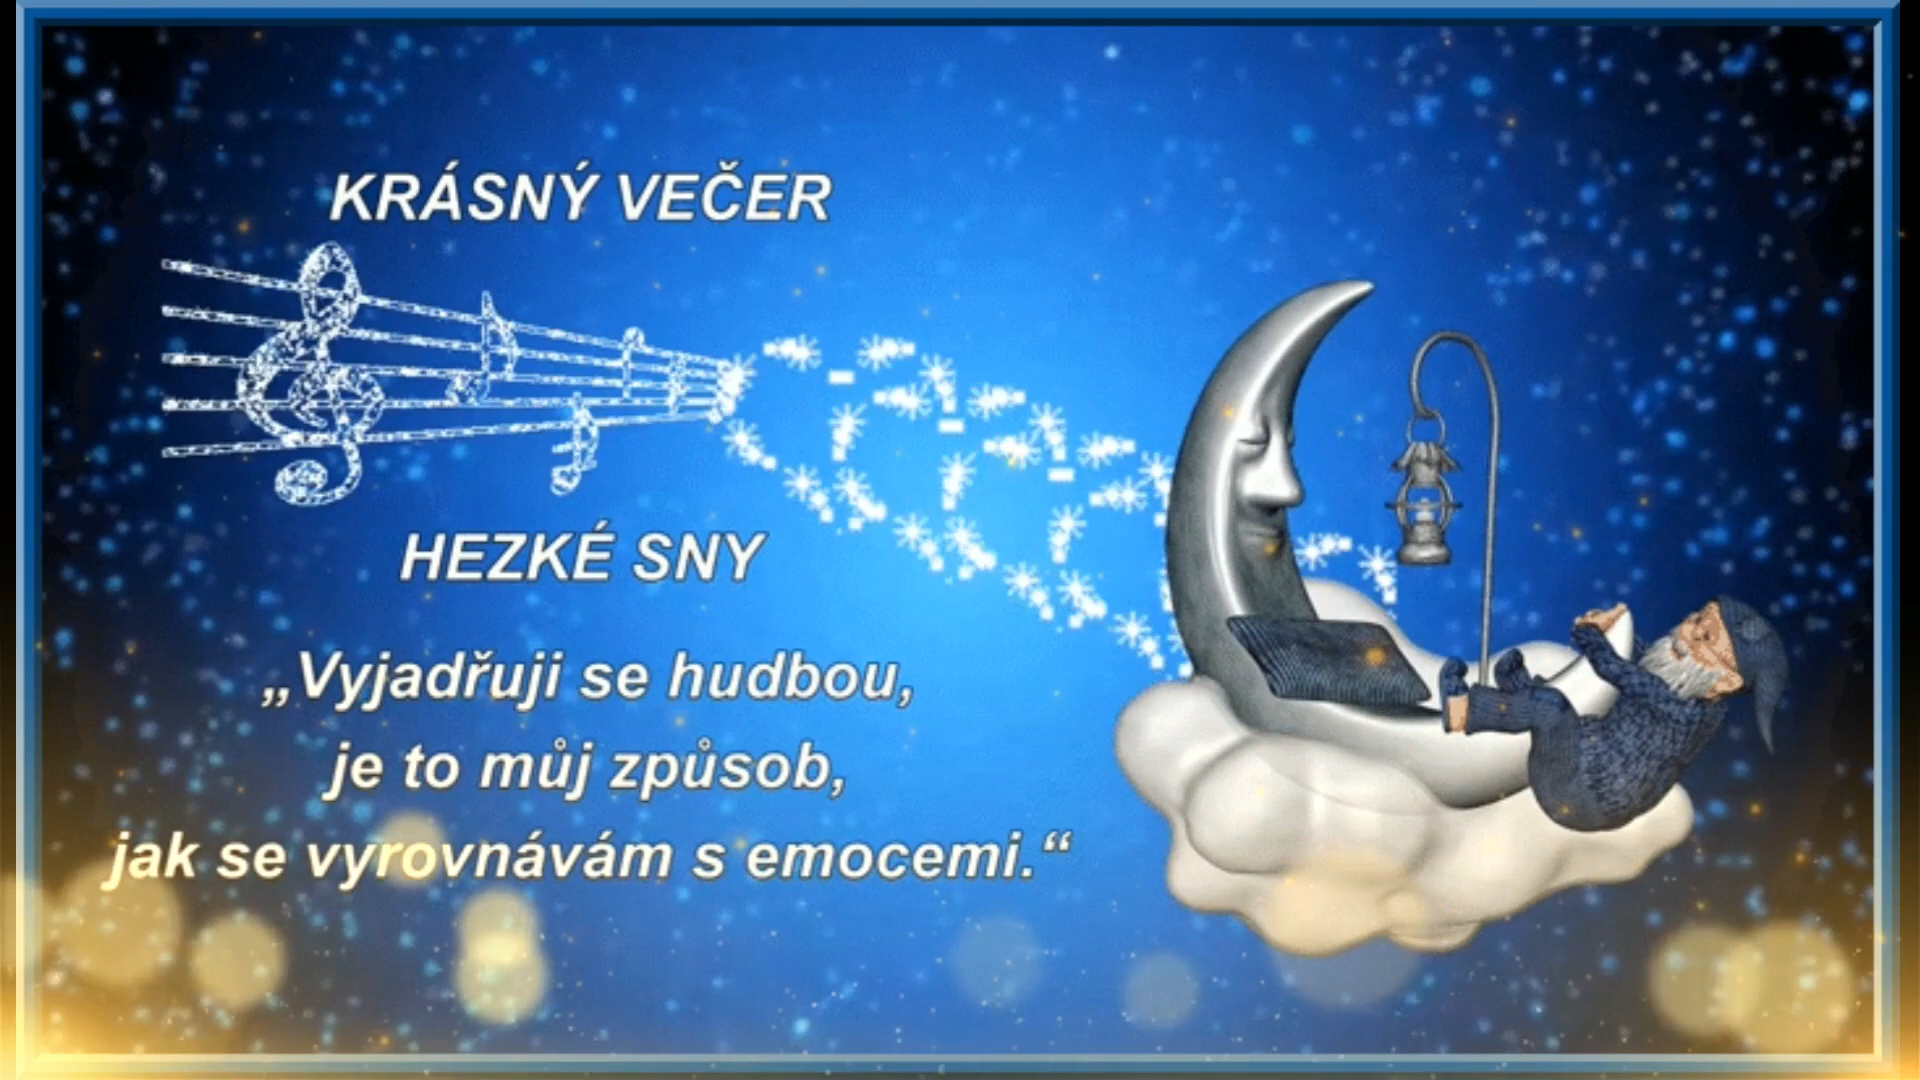 KRÁSNÝ VEČER
HEZKÉ SNY
„Vyjadřuji se hudbou,
je to můj způsob,
jak se vyrovnávám s emocemi.“